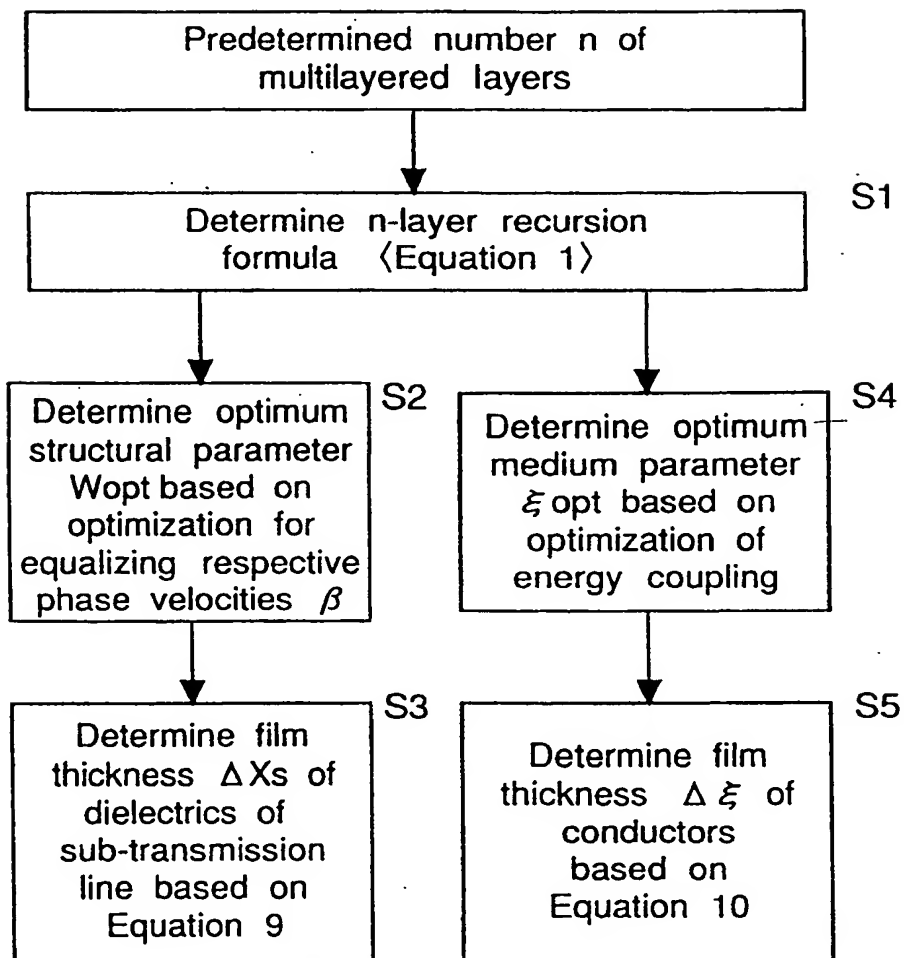 Predetermined number n of
multilayered layers
S1
Determine n-layer recursion
formula 〈Equation 1〉
S2
Determine optimum
structural parameter
Wopt based on
optimization for
equalizing respective
phase velocities β
S4
Determine optimum
medium parameter
ξ opt based on
optimization of
energy coupling
S3
Determine film
thickness ΔXs of
dielectrics of
sub-transmission
line based on
Equation 9
S5
Determine film
thickness Δ ξ of
conductors
based on
Equation 10